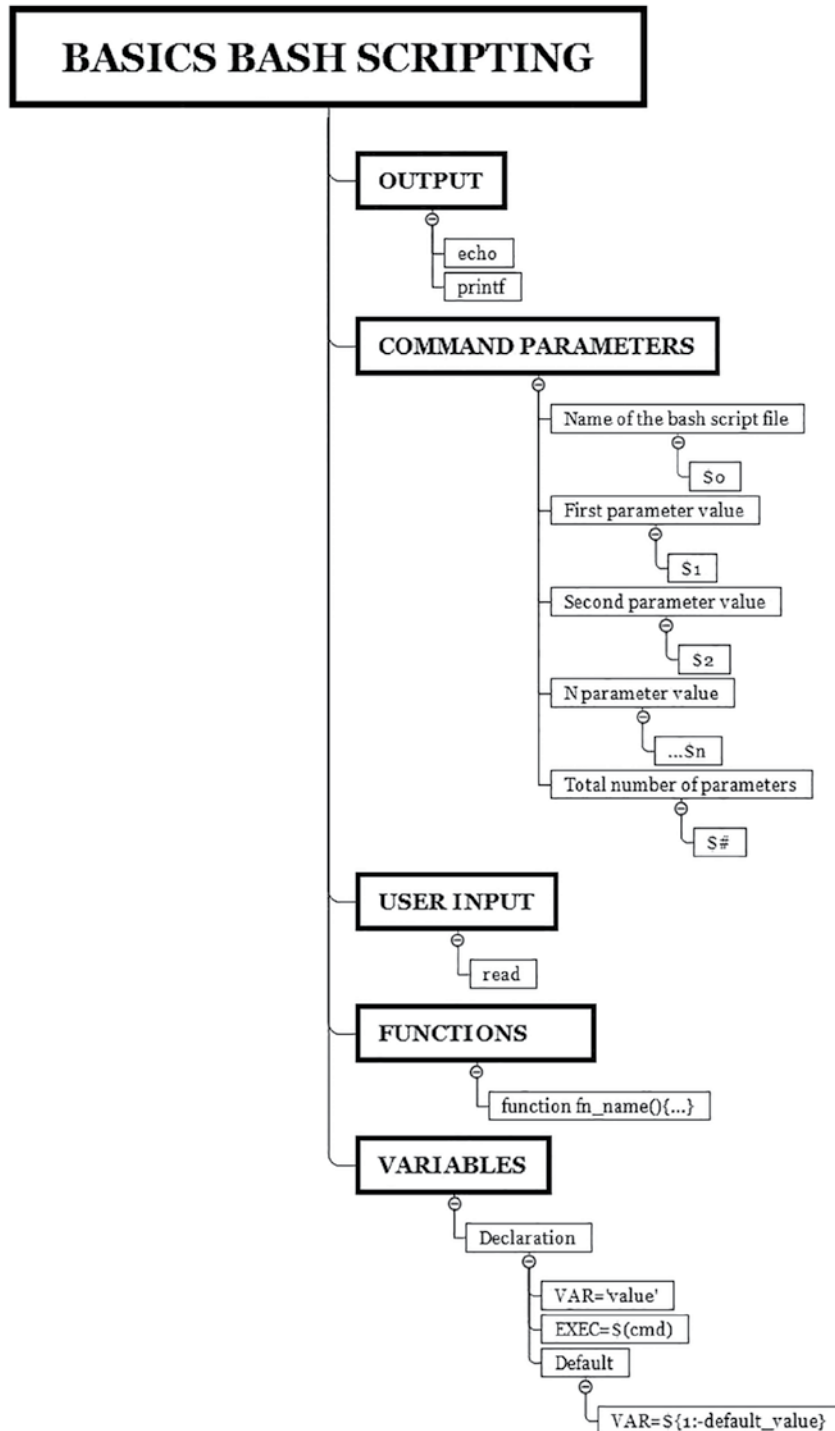 BASICS BASH SCRIPTING
OUTPUT
echo
printf
COMMAND PARAMETERS
Name of the bash script file
$0
First parameter value
$1
Second parameter value
$2
N parameter value
...$n
Total number of parameters
$#
USER INPUT
read
FUNCTIONS
function fn_name(){...}
VARIABLES
Declaration
VAR='value'
EXEC=$(cmd)
Default
VAR=${1:-default_value}